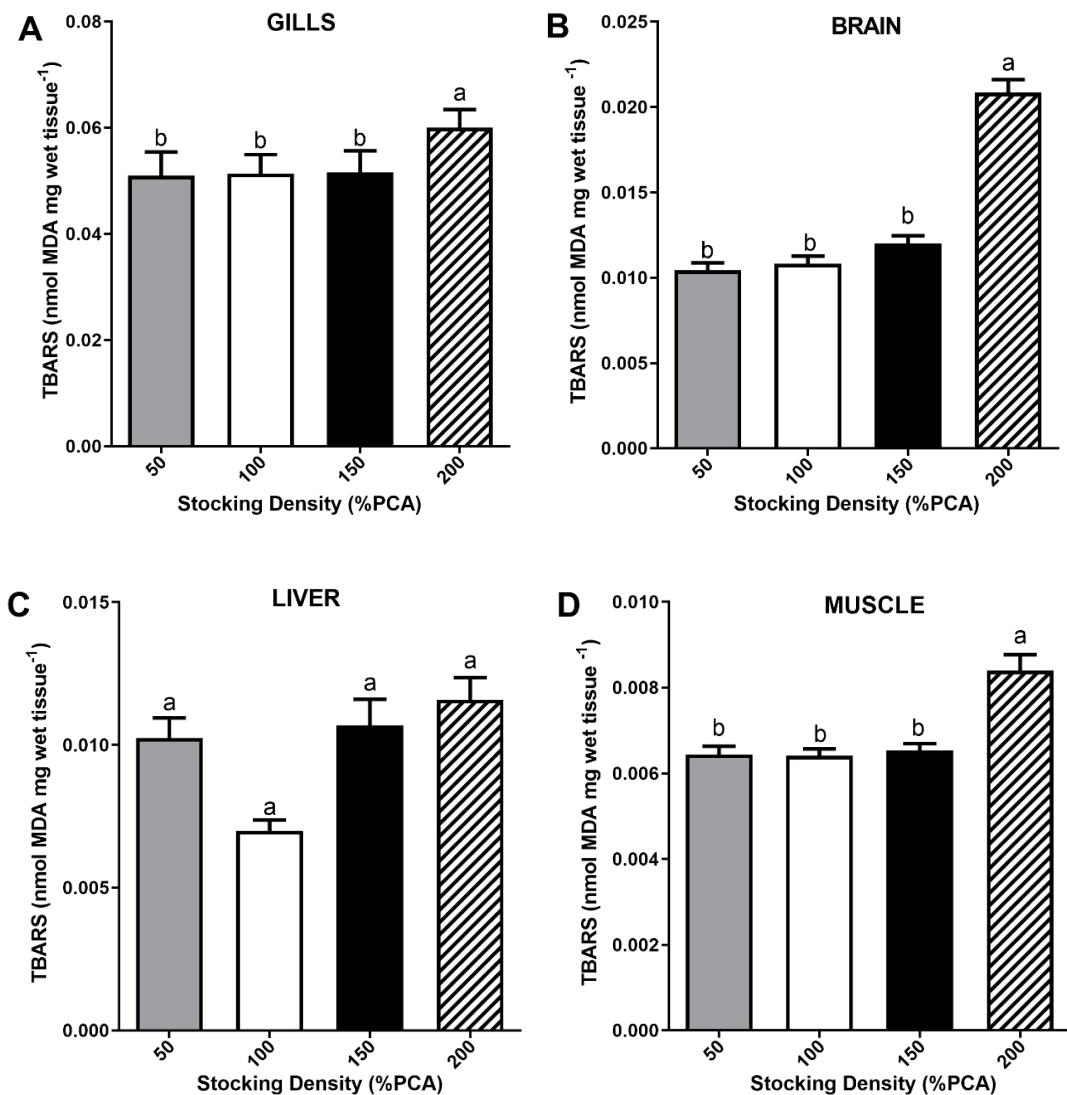 A
GILLS
TBARS (nmol MDA mg wet tissue⁻¹)
0.08
0.06
0.04
0.02
0.00
b
b
b
a
50
100
150
200
Stocking Density (%PCA)
B
BRAIN
TBARS (nmol MDA mg wet tissue ⁻¹)
0.025
0.020
0.015
0.010
0.005
0.000
b
b
b
a
50
100
150
200
Stocking Density (%PCA)
C
LIVER
TBARS (nmol MDA mg wet tissue⁻¹)
0.015
0.010
0.005
0.000
a
a
a
a
50
100
150
200
Stocking Density (%PCA)
D
MUSCLE
TBARS (nmol MDA mg wet tissue ⁻¹)
0.010
0.008
0.006
0.004
0.002
0.000
b
b
b
a
50
100
150
200
Stocking Density (%PCA)